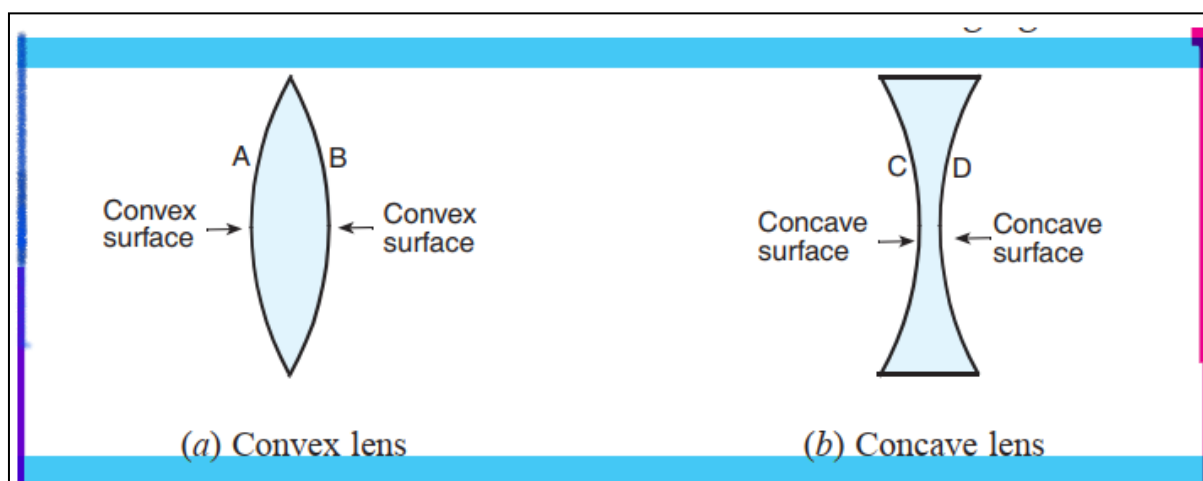 A
B
Convex
surface
Convex
surface
C
D
Concave
surface
Concave
surface
(a) Convex lens
(b) Concave lens